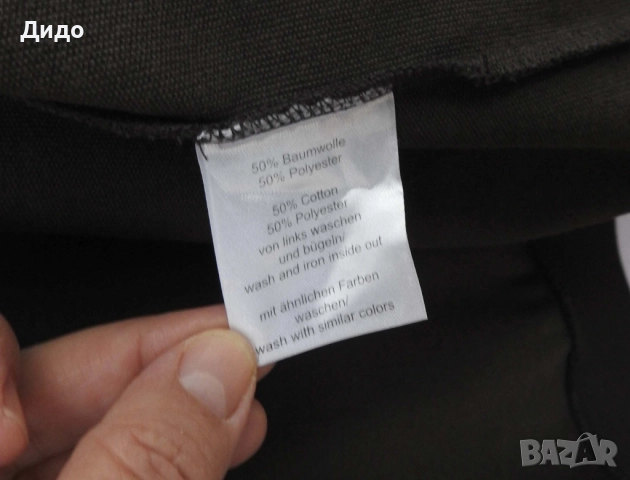 Дидо
50% Baumwolle
50% Polyester
50% Cotton
50% Polyester
von links waschen
und bügeln/
wash and iron inside out
mit ähnlichen Farben
waschen/
wash with similar colors
BAZAR